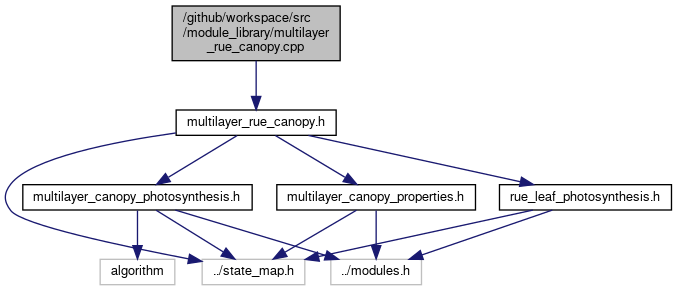 /github/workspace/src
/module_library/multilayer
_rue_canopy.cpp
multilayer_rue_canopy.h
multilayer_canopy_photosynthesis.h
multilayer_canopy_properties.h
rue_leaf_photosynthesis.h
algorithm
../state_map.h
../modules.h